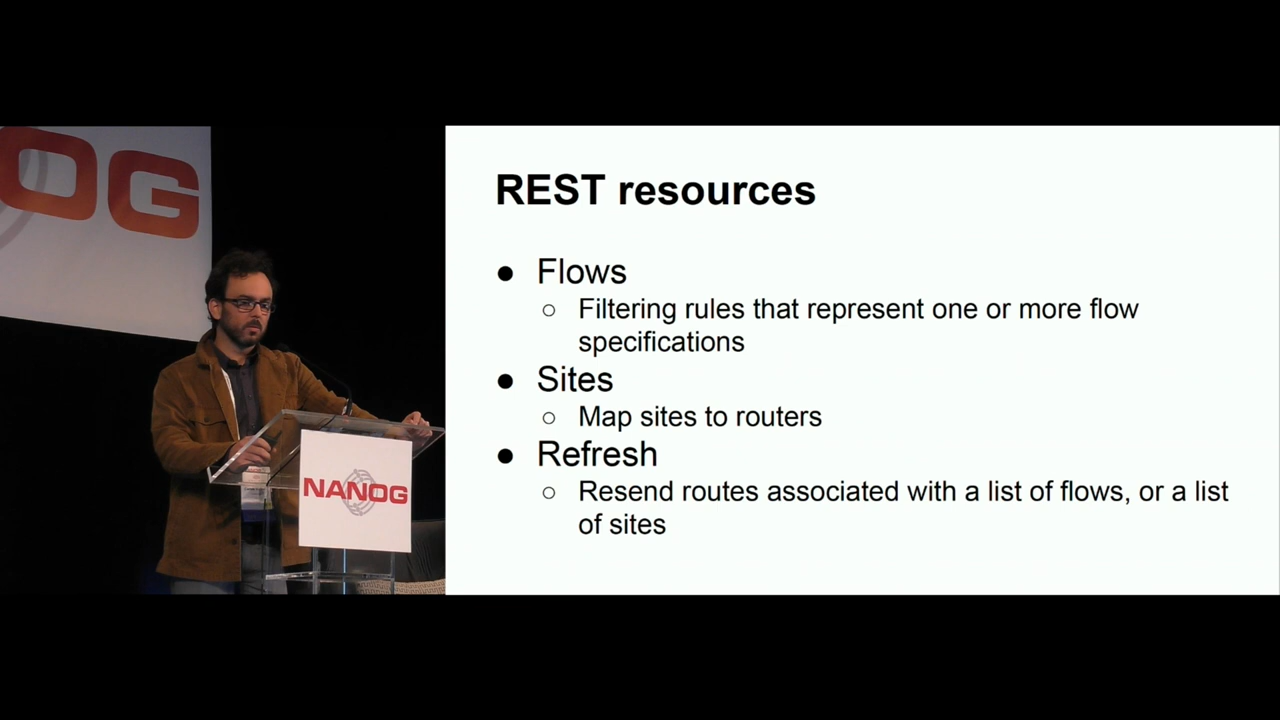 OG
NANOG
REST resources
● Flows
○ Filtering rules that represent one or more flow
specifications
● Sites
○ Map sites to routers
● Refresh
○ Resend routes associated with a list of flows, or a list
of sites